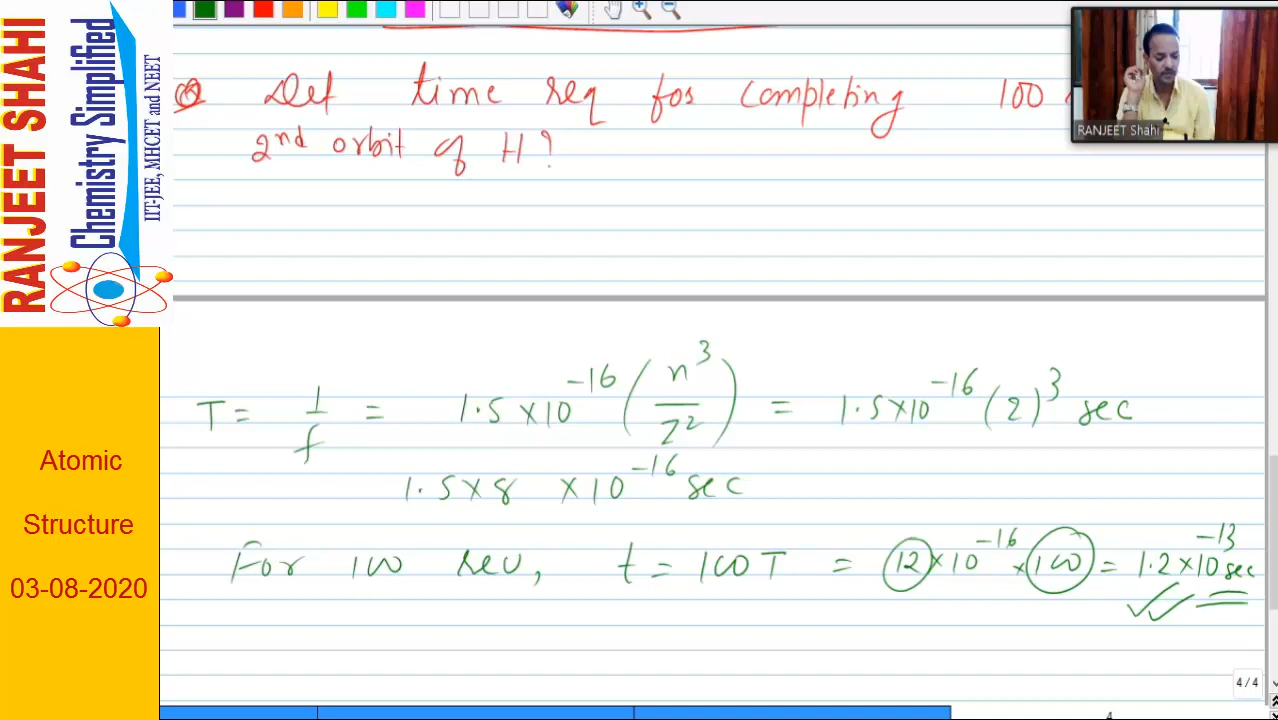 RANJEET SHAHI
Chemistry Simplified
IIT-JEE, MHCET and NEET
Atomic
Structure
03-08-2020
Q Det time req for completing 100
2nd orbit of H?
RANJEET Shahi
T = 1/f = 1.5×10^-16 (n^3/Z^2) = 1.5×10^-16 (2)^3 sec
1.5×8 ×10^-16 sec
For 100 rev, t = 100T = 12×10^-16 × 100 = 1.2×10^-13 sec
4/4
4